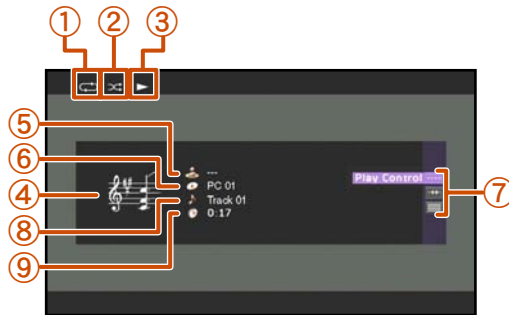 ① ② ③
⑤ ---
⑥ PC 01
Play Control ----
④ ⑦
⑧ Track 01
⑨ 0:17